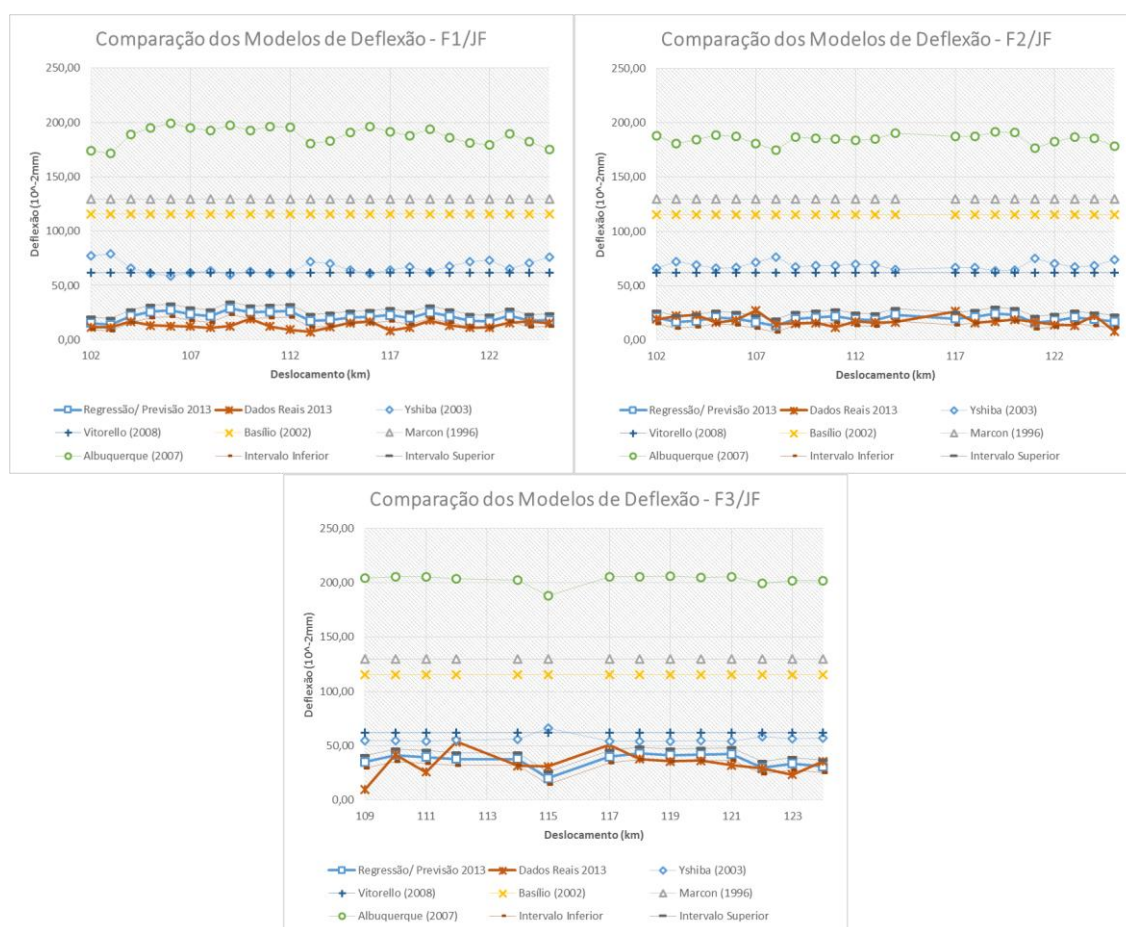 Comparação dos Modelos de Deflexão - F1/JF
250,00
200,00
150,00
100,00
50,00
0,00
Deflexão (10^-2mm)
102 107 112 117 122
Deslocamento (km)
Regressão/ Previsão 2013 Dados Reais 2013 Yshiba (2003)
Vitorello (2008) Basílio (2002) Marcon (1996)
Albuquerque (2007) Intervalo Inferior Intervalo Superior
Comparação dos Modelos de Deflexão - F2/JF
250,00
200,00
150,00
100,00
50,00
0,00
Deflexão (10^-2mm)
102 107 112 117 122
Deslocamento (km)
Regressão/ Previsão 2013 Dados Reais 2013 Yshiba (2003)
Vitorello (2008) Basílio (2002) Marcon (1996)
Albuquerque (2007) Intervalo Inferior Intervalo Superior
Comparação dos Modelos de Deflexão - F3/JF
250,00
200,00
150,00
100,00
50,00
0,00
Deflexão (10^-2mm)
109 111 113 115 117 119 121 123
Deslocamento (km)
Regressão/ Previsão 2013 Dados Reais 2013 Yshiba (2003)
Vitorello (2008) Basílio (2002) Marcon (1996)
Albuquerque (2007) Intervalo Inferior Intervalo Superior